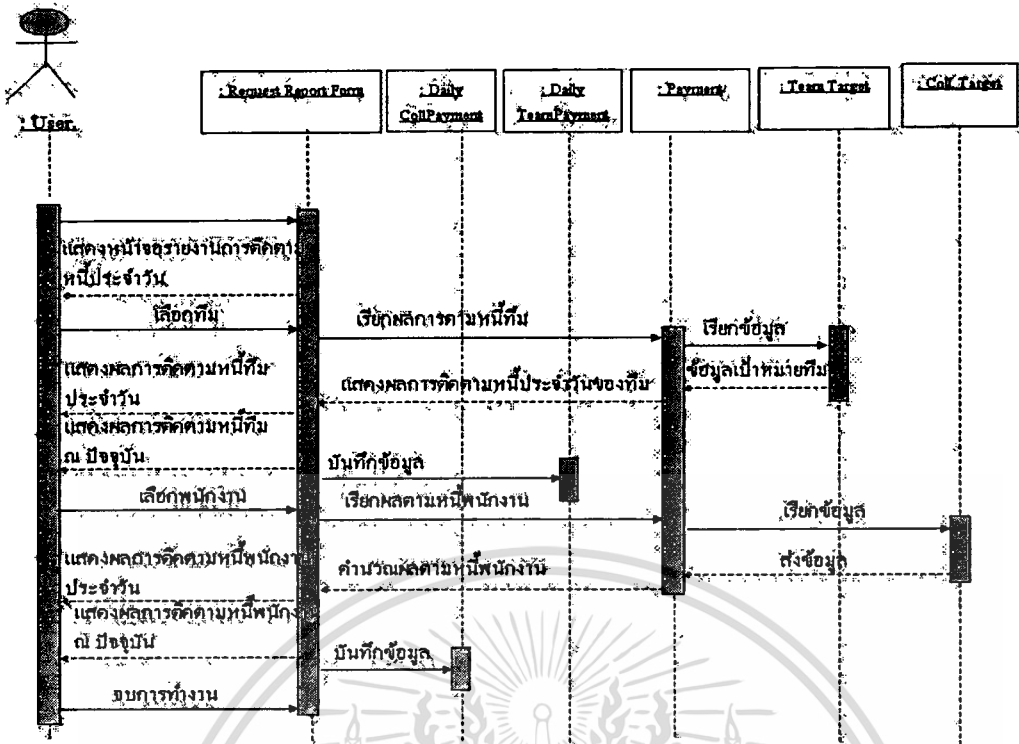 : User
: Request Report Form
: Daily
CollPayment
: Daily
TeamPayment
: Payment
: Team Target
: Coll Target
แสดงหน้าจอรายงานการติดตาม
หนี้ประจำวัน
เลือกทีม
เรียกผลการตามหนี้ทีม
เรียกข้อมูล
แสดงผลการติดตามหนี้ทีม
ประจำวัน
แสดงผลการติดตามหนี้ประจำวันของทีม
ข้อมูลเป้าหมายทีม
แสดงผลการติดตามหนี้ทีม
ณ ปัจจุบัน
บันทึกข้อมูล
เลือกพนักงาน
เรียกผลตามหนี้พนักงาน
เรียกข้อมูล
แสดงผลการติดตามหนี้พนักงาน
ประจำวัน
คำนวณผลตามหนี้พนักงาน
ส่งข้อมูล
แสดงผลการติดตามหนี้พนักง
ณ ปัจจุบัน
บันทึกข้อมูล
จบการทำงาน